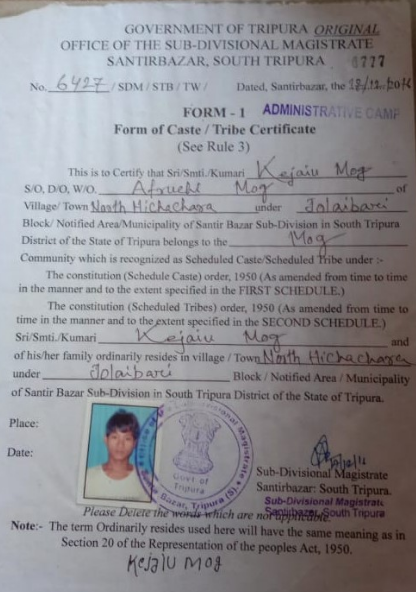 GOVERNMENT OF TRIPURA ORIGINAL
OFFICE OF THE SUB-DIVISIONAL MAGISTRATE
SANTIRBAZAR, SOUTH TRIPURA 6777
No. 6427 / SDM / STB / TW / Dated, Santirbazar, the 18/12/2016
FORM - 1 ADMINISTRATIVE CAMP
Form of Caste / Tribe Certificate
(See Rule 3)
This is to Certify that Sri/Smti./Kumari Kejaiu Mog
S/O, D/O, W/O. Afruchi Mog of
Village/ Town North Hichachara under Jolaibari
Block/ Notified Area/Municipality of Santir Bazar Sub-Division in South Tripura
District of the State of Tripura belongs to the Mog
Community which is recognized as Scheduled Caste/Scheduled Tribe under :-
The constitution (Schedule Caste) order, 1950 (As amended from time to time
in the manner and to the extent specified in the FIRST SCHEDULE.)
The constitution (Scheduled Tribes) order, 1950 (As amended from time to
time in the manner and to the extent specified in the SECOND SCHEDULE.)
Sri/Smti./Kumari Kejaiu Mog and
of his/her family ordinarily resides in village / Town North Hichachara
under Jolaibari Block / Notified Area / Municipality
of Santir Bazar Sub-Division in South Tripura District of the State of Tripura.
Place:
Date:
Sub-Divisional Magistrate
Govt of
Tripura
Santir Bazar, Tripura (S)
Sub-Divisional Magistrate
Santirbazar: South Tripura.
Sub-Divisional Magistrate
Santirbazar, South Tripura
Please Delete the words which are not applicable.
Note:- The term Ordinarily resides used here will have the same meaning as in
Section 20 of the Representation of the peoples Act, 1950.
Kejaiu Mog